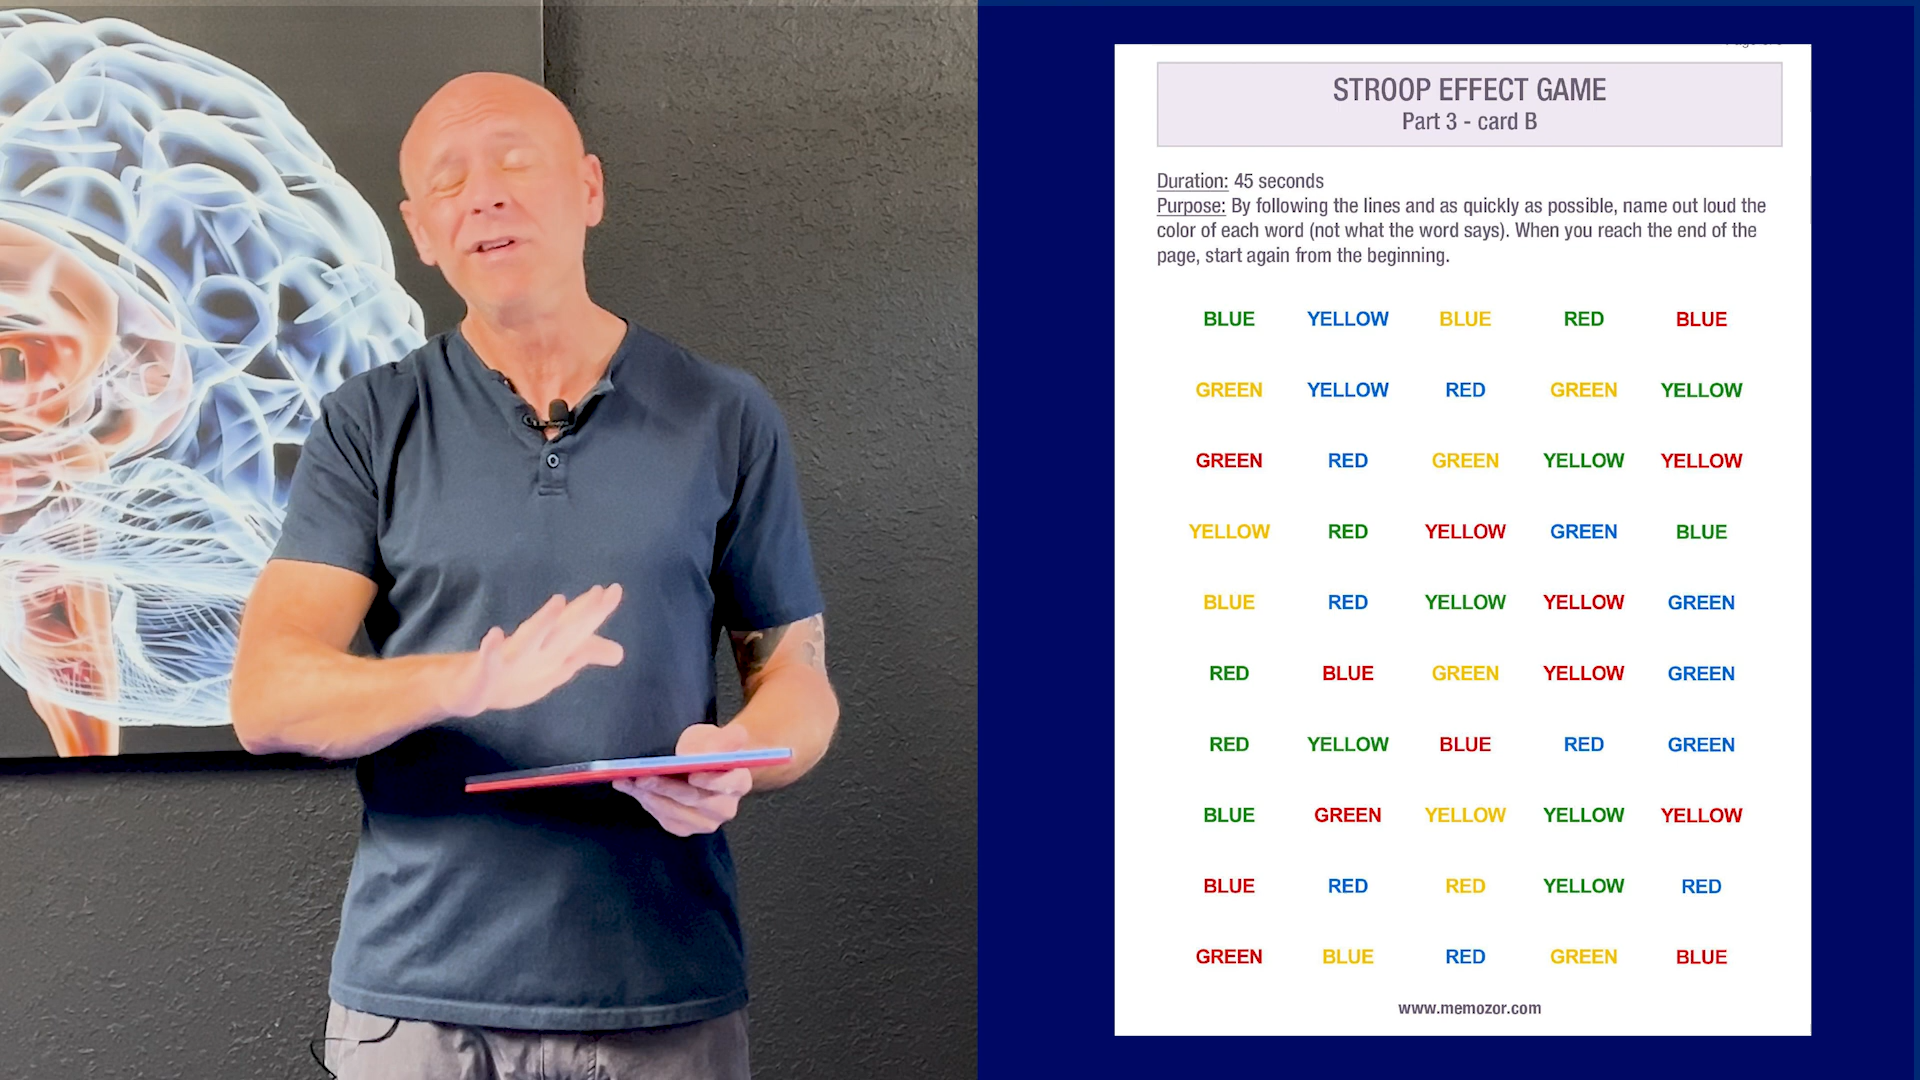 STROOP EFFECT GAME
Part 3 - card B
Duration: 45 seconds
Purpose: By following the lines and as quickly as possible, name out loud the
color of each word (not what the word says). When you reach the end of the
page, start again from the beginning.
BLUE YELLOW BLUE RED BLUE
GREEN YELLOW RED GREEN YELLOW
GREEN RED GREEN YELLOW YELLOW
YELLOW RED YELLOW GREEN BLUE
BLUE RED YELLOW YELLOW GREEN
RED BLUE GREEN YELLOW GREEN
RED YELLOW BLUE RED GREEN
BLUE GREEN YELLOW YELLOW YELLOW
BLUE RED RED YELLOW RED
GREEN BLUE RED GREEN BLUE
www.memozor.com